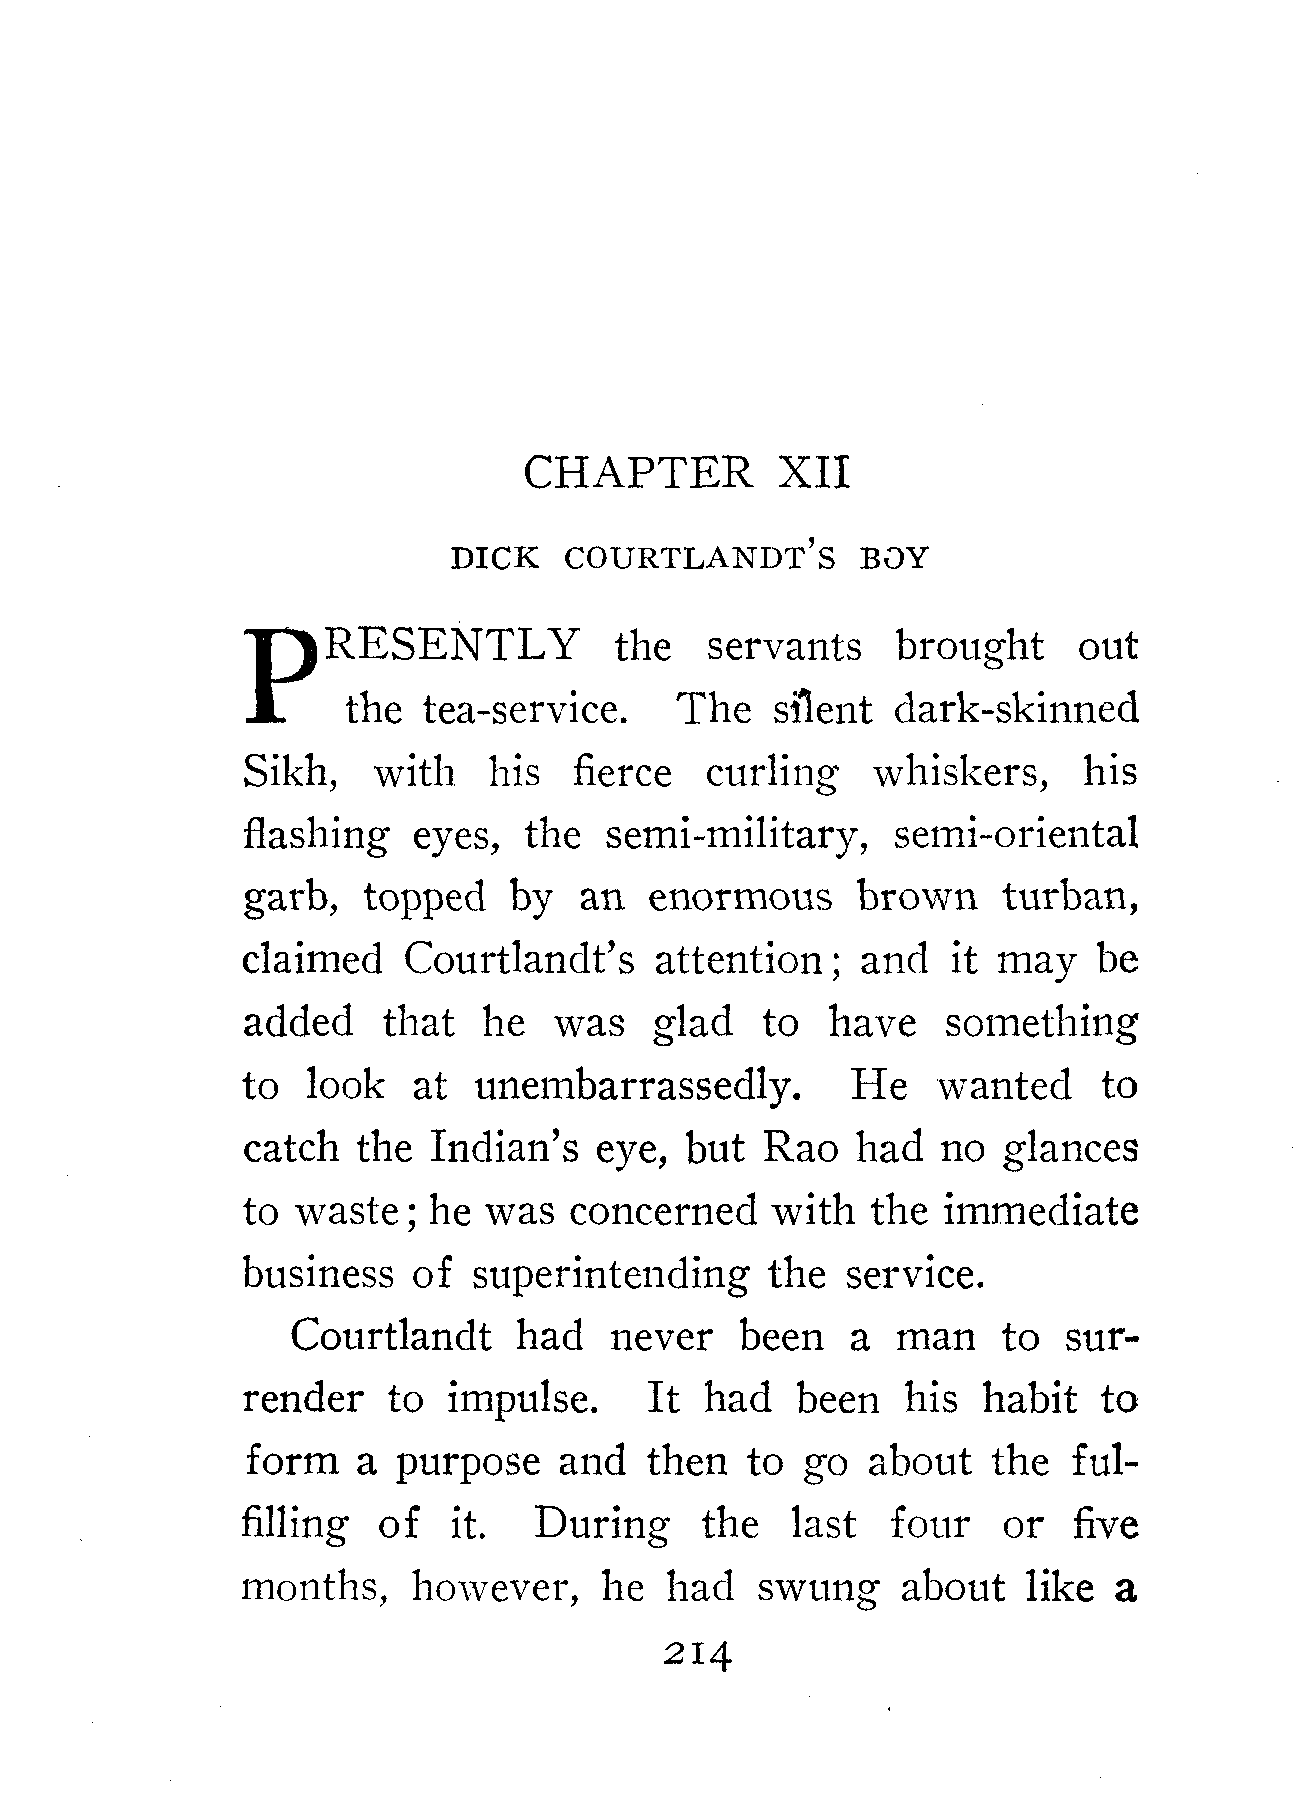 CHAPTER XII
DICK COURTLANDT'S BOY
PRESENTLY the servants brought out
the tea-service. The silent dark-skinned
Sikh, with his fierce curling whiskers, his
flashing eyes, the semi-military, semi-oriental
garb, topped by an enormous brown turban,
claimed Courtlandt's attention; and it may be
added that he was glad to have something
to look at unembarrassedly. He wanted to
catch the Indian's eye, but Rao had no glances
to waste; he was concerned with the immediate
business of superintending the service.
Courtlandt had never been a man to sur-
render to impulse. It had been his habit to
form a purpose and then to go about the ful-
filling of it. During the last four or five
months, however, he had swung about like a
214